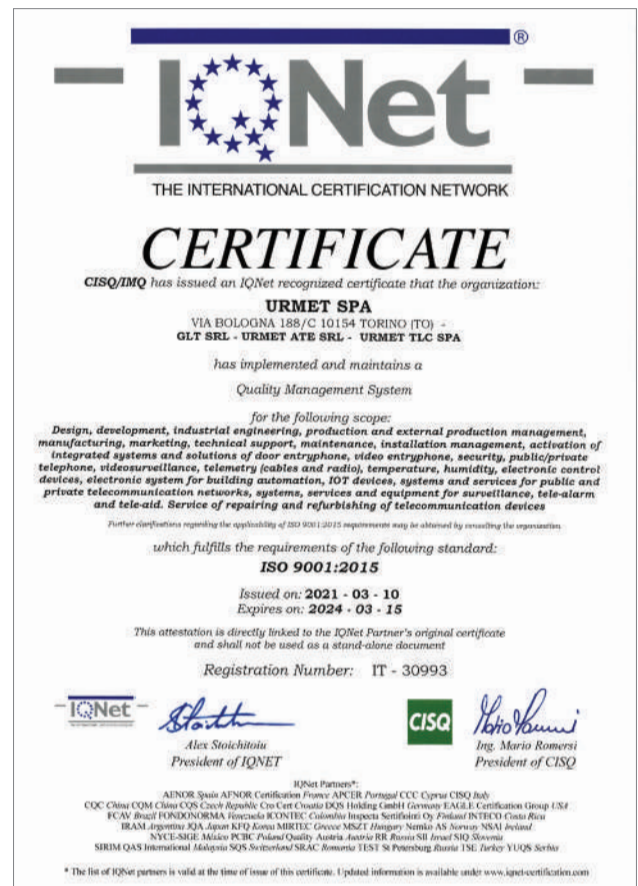 IQNet ®
THE INTERNATIONAL CERTIFICATION NETWORK
CERTIFICATE
CISQ/IMQ has issued an IQNet recognized certificate that the organization:
URMET SPA
VIA BOLOGNA 188/C 10154 TORINO (TO) -
GLT SRL - URMET ATE SRL - URMET TLC SPA
has implemented and maintains a
Quality Management System
for the following scope:
Design, development, industrial engineering, production and external production management,
manufacturing, marketing, technical support, maintenance, installation management, activation of
integrated systems and solutions of door entryphone, video entryphone, security, public/private
telephone, videosurveillance, telemetry (cables and radio), temperature, humidity, electronic control
devices, electronic system for building automation, IOT devices, systems and services for public and
private telecommunication networks, systems, services and equipment for surveillance, tele-alarm
and tele-aid. Service of repairing and refurbishing of telecommunication devices
Further clarifications regarding the applicability of ISO 9001:2015 requirements may be obtained by consulting the organization
which fulfills the requirements of the following standard:
ISO 9001:2015
Issued on: 2021 - 03 - 10
Expires on: 2024 - 03 - 15
This attestation is directly linked to the IQNet Partner's original certificate
and shall not be used as a stand-alone document
Registration Number: IT - 30993
IQNet
CISQ
Alex Stoichitoiu
President of IQNET
Ing. Mario Romersi
President of CISQ
IQNet Partners*:
AENOR Spain AFNOR Certification France APCER Portugal CCC Cyprus CISQ Italy
CQC China CQM China CQS Czech Republic Cro Cert Croatia DQS Holding GmbH Germany EAGLE Certification Group USA
FCAV Brazil FONDONORMA Venezuela ICONTEC Colombia Inspecta Sertifiointi Oy Finland INTECO Costa Rica
IRAM Argentina JQA Japan KFQ Korea MIRTEC Greece MSZT Hungary Nemko AS Norway NSAI Ireland
NYCE-SIGE México PCBC Poland Quality Austria Austria RR Russia SII Israel SIQ Slovenia
SIRIM QAS International Malaysia SQS Switzerland SRAC Romania TEST St Petersburg Russia TSE Turkey YUQS Serbia
* The list of IQNet partners is valid at the time of issue of this certificate. Updated information is available under www.iqnet-certification.com